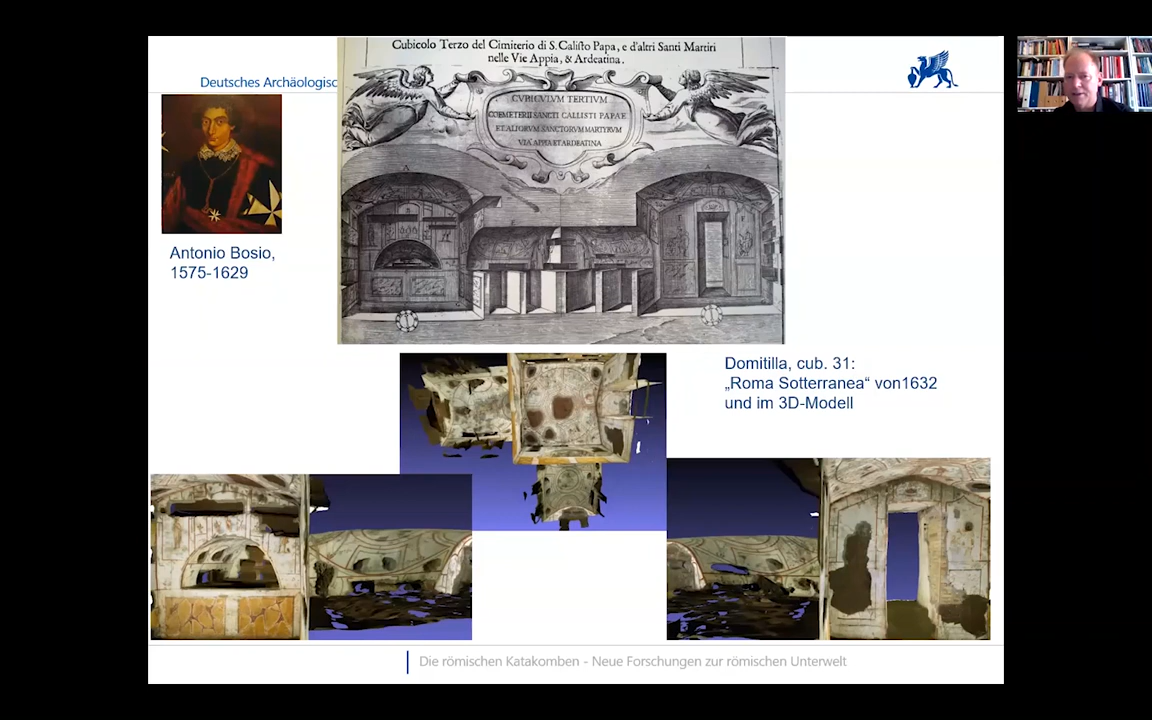 Cubicolo Terzo del Cimiterio di S. Caliſto Papa, e d'altri Santi Martiri
nelle Vie Appia, & Ardeatina.
Deutsches Archäologisc
CVBICVLVM TERTIVM
COEMETERII SANCTI CALLISTI PAPAE
ET ALIORVM SANCTORVM MARTYRVM
VIA APPIA ET ARDEATINA
Antonio Bosio,
1575-1629
Domitilla, cub. 31:
„Roma Sotterranea“ von1632
und im 3D-Modell
Die römischen Katakomben - Neue Forschungen zur römischen Unterwelt